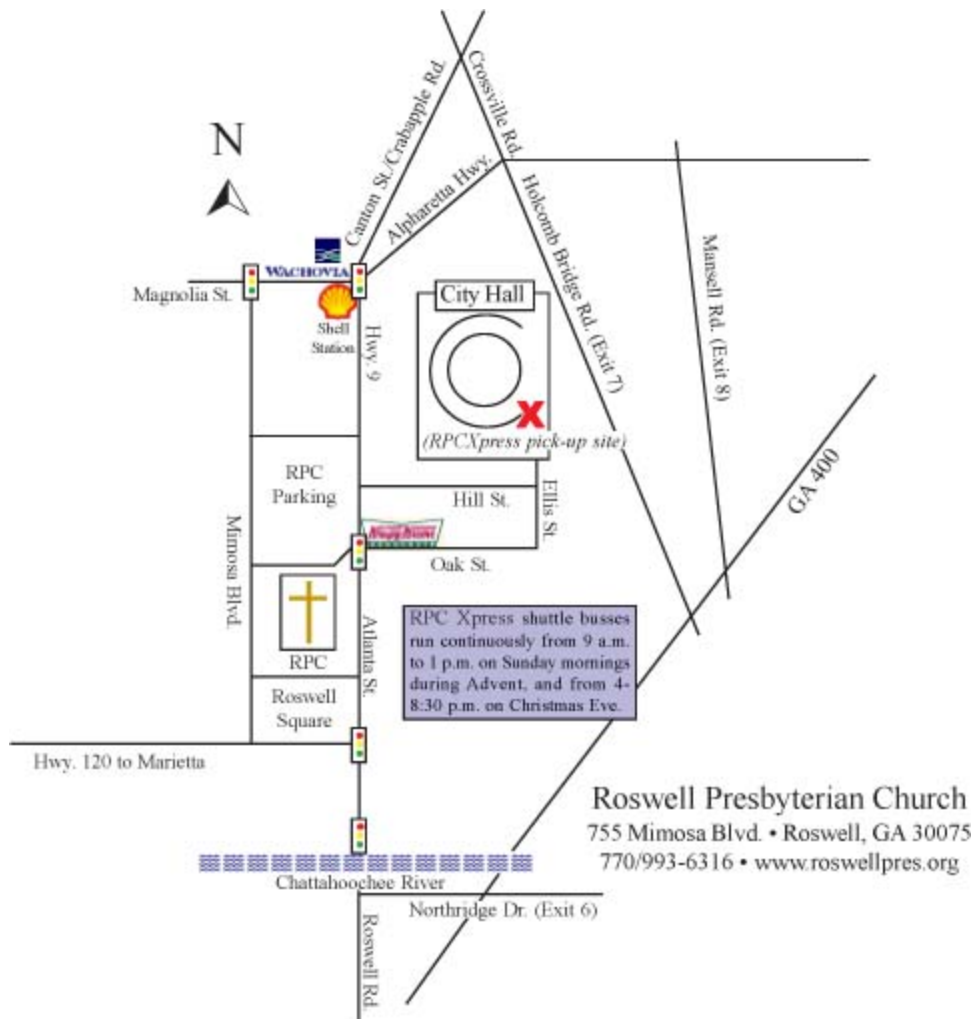 N
Canton St./Crabapple Rd.
Crossville Rd.
Alpharetta Hwy.
Holcomb Bridge Rd. (Exit 7)
Mansell Rd. (Exit 8)
WACHOVIA
Magnolia St.
Shell
Station
Hwy. 9
City Hall
X
(RPCXpress pick-up site)
GA 400
RPC
Parking
Hill St.
Ellis St.
Mimosa Blvd.
Krispy Kreme
Oak St.
RPC
Atlanta St.
RPC Xpress shuttle busses
run continuously from 9 a.m.
to 1 p.m. on Sunday mornings
during Advent, and from 4-
8:30 p.m. on Christmas Eve.
Roswell
Square
Hwy. 120 to Marietta
Roswell Presbyterian Church
755 Mimosa Blvd. • Roswell, GA 30075
770/993-6316 • www.roswellpres.org
Chattahoochee River
Northridge Dr. (Exit 6)
Roswell Rd.